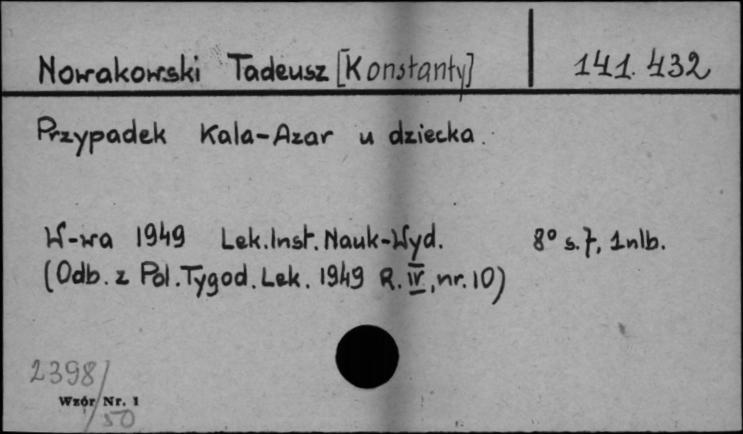 Nowakowski Tadeusz [Konstanty] 141.432
Przypadek Kala-Azar u dziecka.
W-wa 1949 Lek.Inst.Nauk-Wyd. 8° s.7, 1nlb.
(Odb. z Pol.Tygod.Lek. 1949 R.IV, nr.10)
2398/50
Wzór Nr. 1